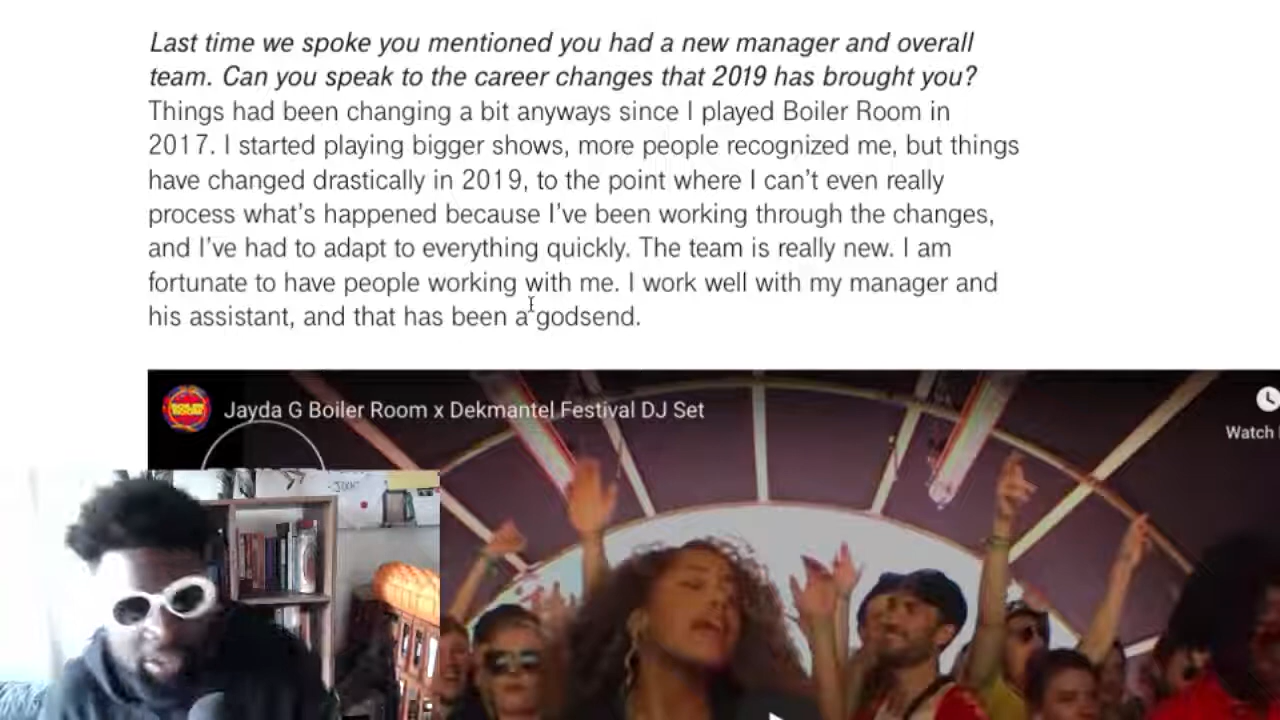 Last time we spoke you mentioned you had a new manager and overall
team. Can you speak to the career changes that 2019 has brought you?
Things had been changing a bit anyways since I played Boiler Room in
2017. I started playing bigger shows, more people recognized me, but things
have changed drastically in 2019, to the point where I can’t even really
process what’s happened because I’ve been working through the changes,
and I’ve had to adapt to everything quickly. The team is really new. I am
fortunate to have people working with me. I work well with my manager and
his assistant, and that has been a godsend.
BOILER ROOM
Jayda G Boiler Room x Dekmantel Festival DJ Set
Watch